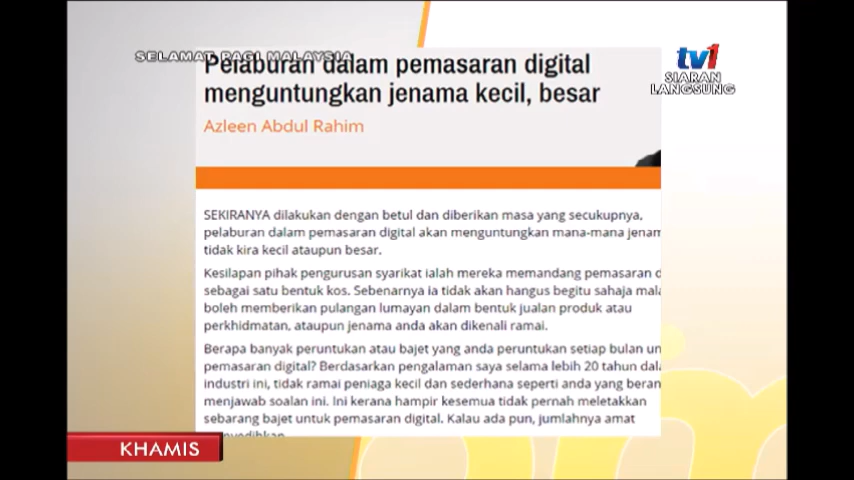 SELAMAT PAGI MALAYSIA
tv1
SIARAN
LANGSUNG
Pelaburan dalam pemasaran digital
menguntungkan jenama kecil, besar
Azleen Abdul Rahim
SEKIRANYA dilakukan dengan betul dan diberikan masa yang secukupnya,
pelaburan dalam pemasaran digital akan menguntungkan mana-mana jenam
tidak kira kecil ataupun besar.
Kesilapan pihak pengurusan syarikat ialah mereka memandang pemasaran d
sebagai satu bentuk kos. Sebenarnya ia tidak akan hangus begitu sahaja mala
boleh memberikan pulangan lumayan dalam bentuk jualan produk atau
perkhidmatan, ataupun jenama anda akan dikenali ramai.
Berapa banyak peruntukan atau bajet yang anda peruntukan setiap bulan un
pemasaran digital? Berdasarkan pengalaman saya selama lebih 20 tahun dala
industri ini, tidak ramai peniaga kecil dan sederhana seperti anda yang beran
menjawab soalan ini. Ini kerana hampir kesemua tidak pernah meletakkan
sebarang bajet untuk pemasaran digital. Kalau ada pun, jumlahnya amat
KHAMIS